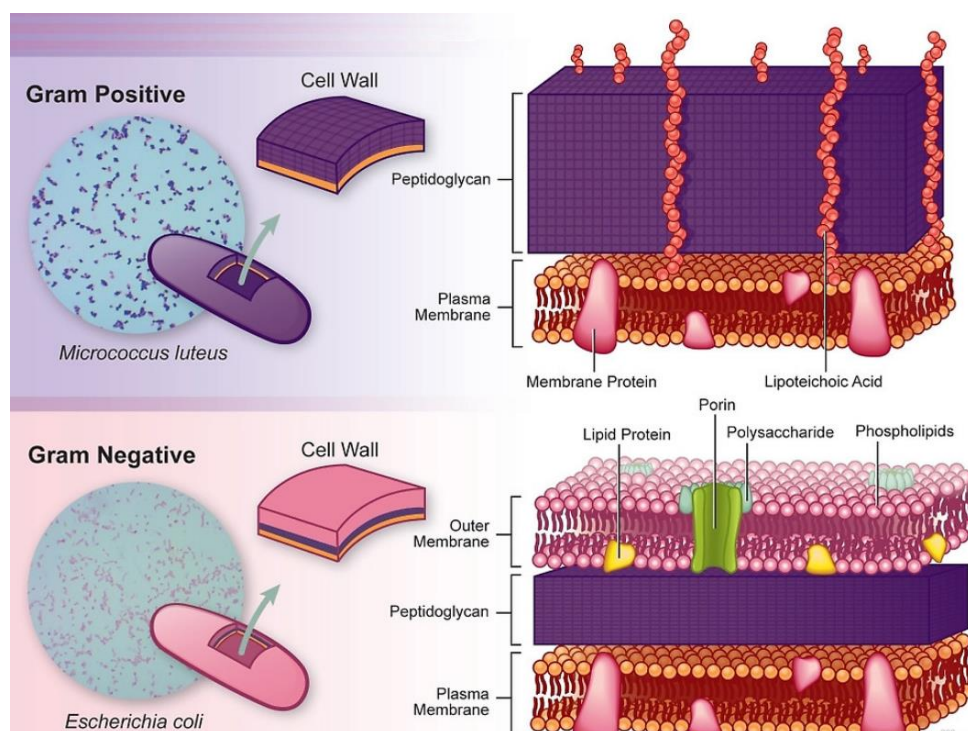 Gram Positive
Cell Wall
Micrococcus luteus
Peptidoglycan
Plasma
Membrane
Membrane Protein
Lipoteichoic Acid
Gram Negative
Cell Wall
Escherichia coli
Porin
Lipid Protein
Polysaccharide
Phospholipids
Outer
Membrane
Peptidoglycan
Plasma
Membrane